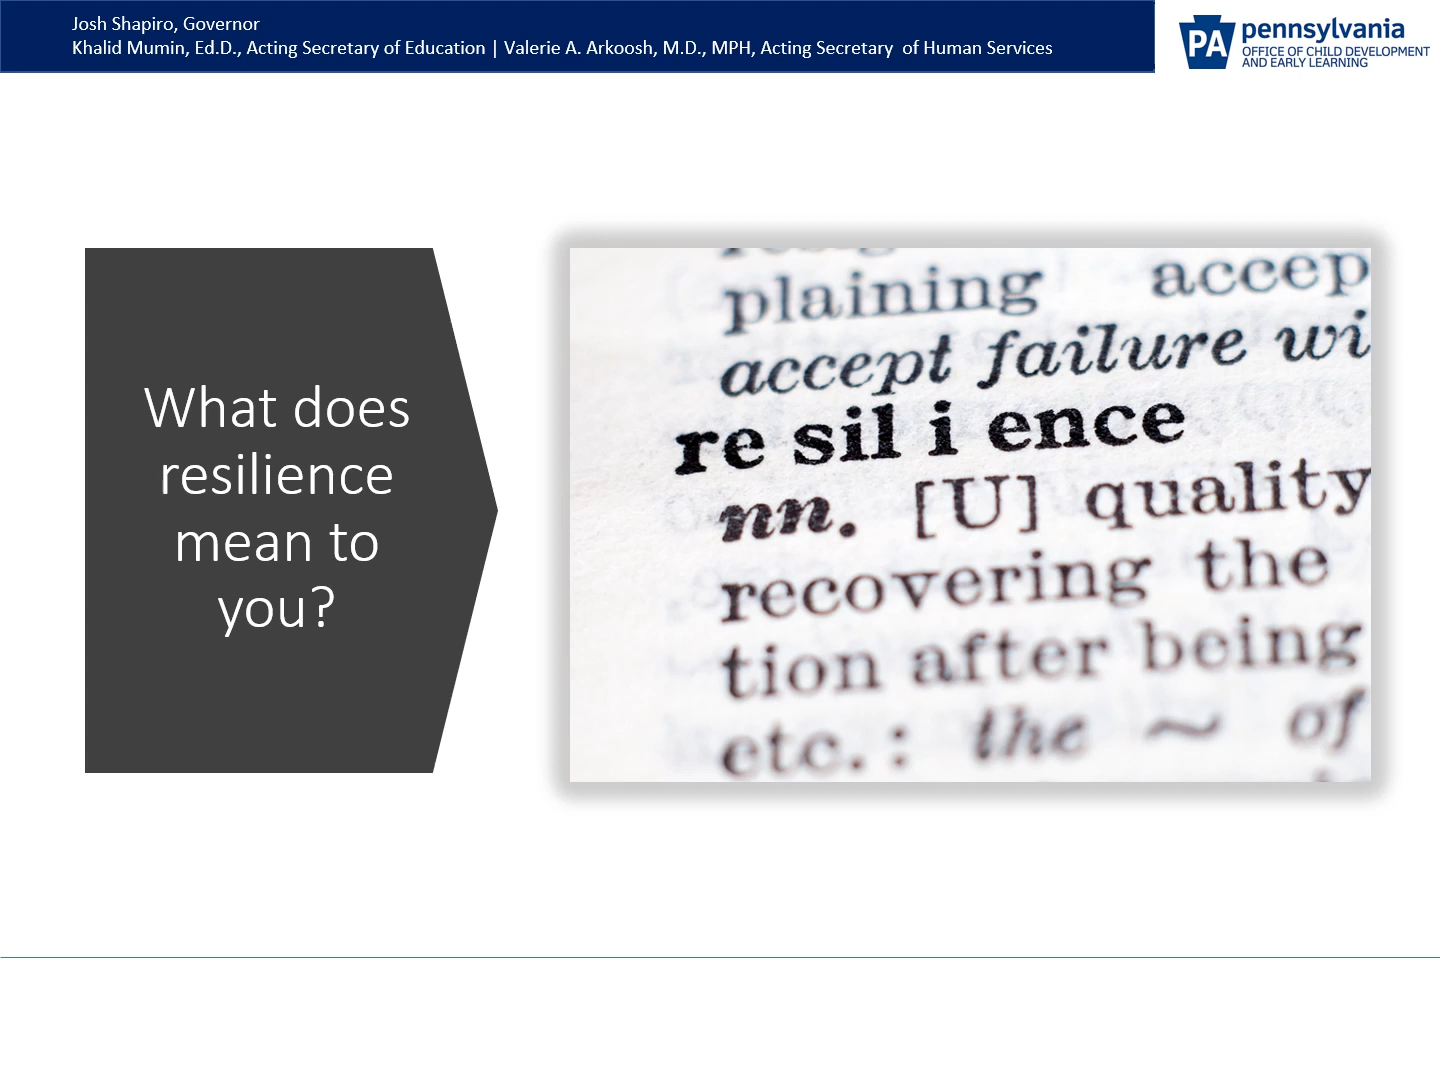 Josh Shapiro, Governor
Khalid Mumin, Ed.D., Acting Secretary of Education | Valerie A. Arkoosh, M.D., MPH, Acting Secretary  of Human Services
PA pennsylvania
OFFICE OF CHILD DEVELOPMENT
AND EARLY LEARNING
What does
resilience
mean to
you?
plaining accep
accept failure wi
re sil i ence
nn. [U] quality
recovering the
tion after being
etc.: the ~ of